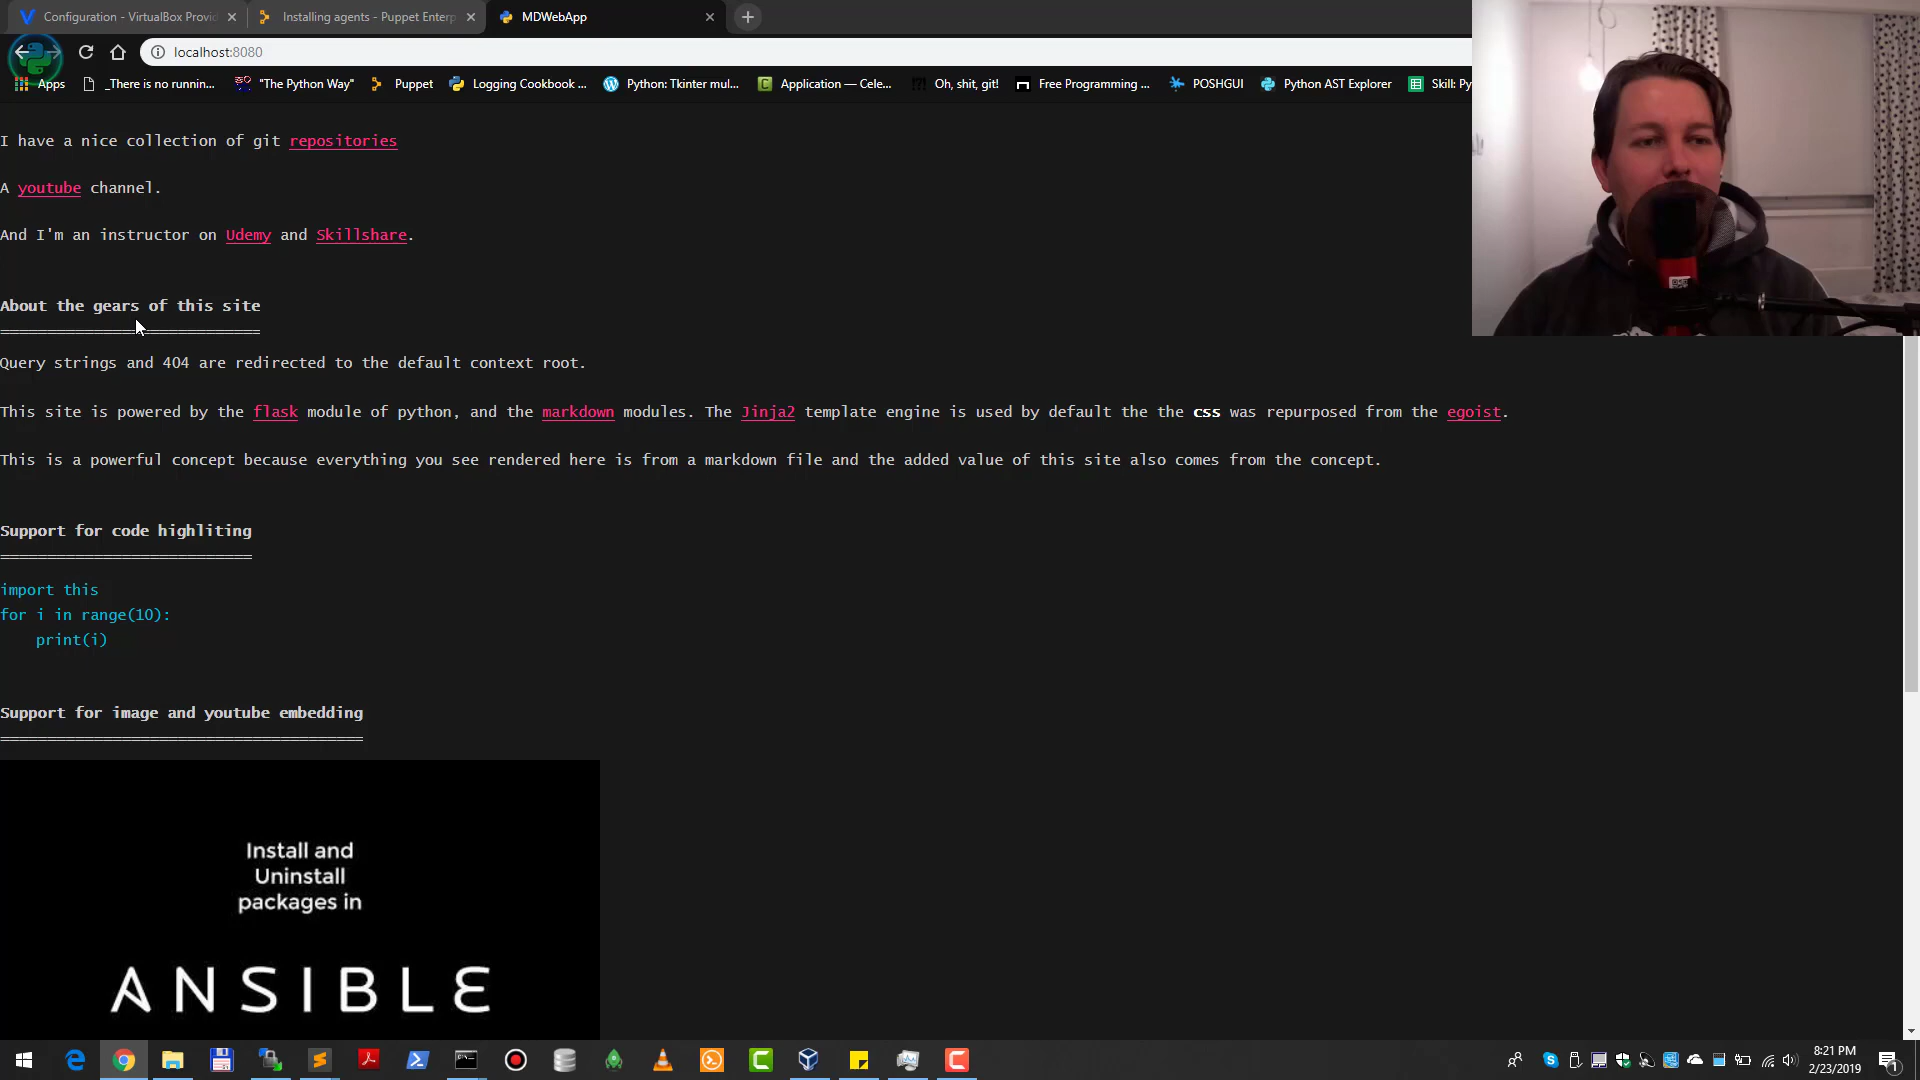 Configuration - VirtualBox Provi
Installing agents - Puppet Enterp
MDWebApp
localhost:8080
Apps
_There is no runnin...
"The Python Way"
Puppet
Logging Cookbook ...
Python: Tkinter mul...
Application — Cele...
Oh, shit, git!
Free Programming ...
POSHGUI
Python AST Explorer
Skill: Py
I have a nice collection of git repositories
A youtube channel.
And I'm an instructor on Udemy and Skillshare.
About the gears of this site
============================
Query strings and 404 are redirected to the default context root.
This site is powered by the flask module of python, and the markdown modules. The Jinja2 template engine is used by default the the css was repurposed from the egoist.
This is a powerful concept because everything you see rendered here is from a markdown file and the added value of this site also comes from the concept.
Support for code highliting
===========================
import this
for i in range(10):
    print(i)
Support for image and youtube embedding
=======================================
Install and
Uninstall
packages in
ANSIBLE
8:21 PM
2/23/2019
1